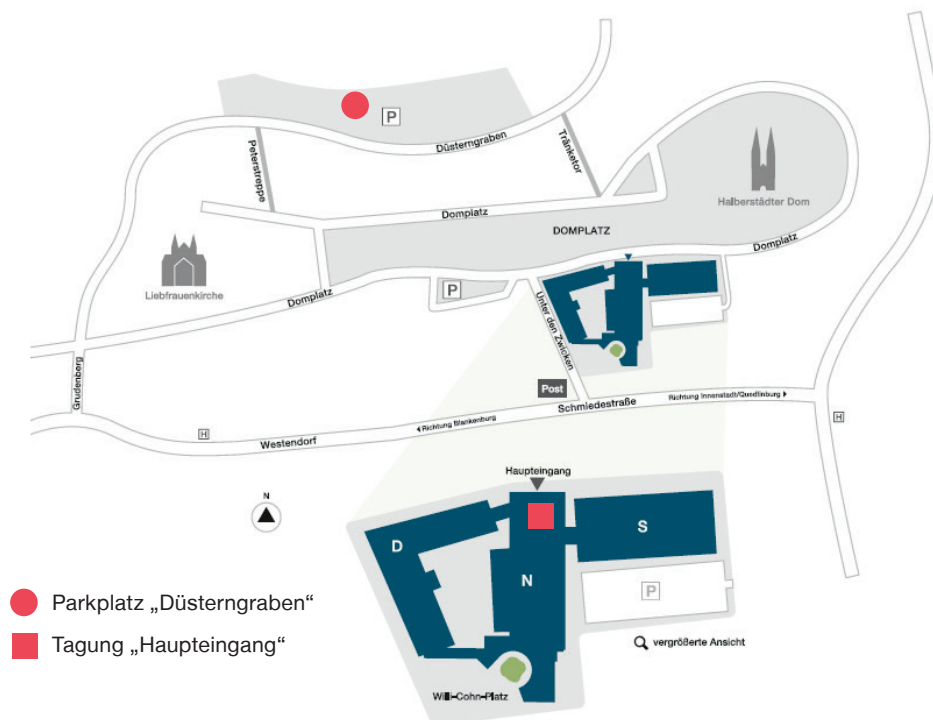 P
Düsterngraben
Peterstreppe
Tränketor
Halberstädter Dom
Domplatz
DOMPLATZ
Domplatz
Liebfrauenkirche
Domplatz
P
Unter den Zwicken
Grudenberg
Post
Schmiedestraße
Richtung Innenstadt/Quedlinburg
Richtung Blankenburg
H
H
Westendorf
Haupteingang
N
D
S
N
P
Parkplatz „Düsterngraben“
Tagung „Haupteingang“
vergrößerte Ansicht
Willi-Cohn-Platz